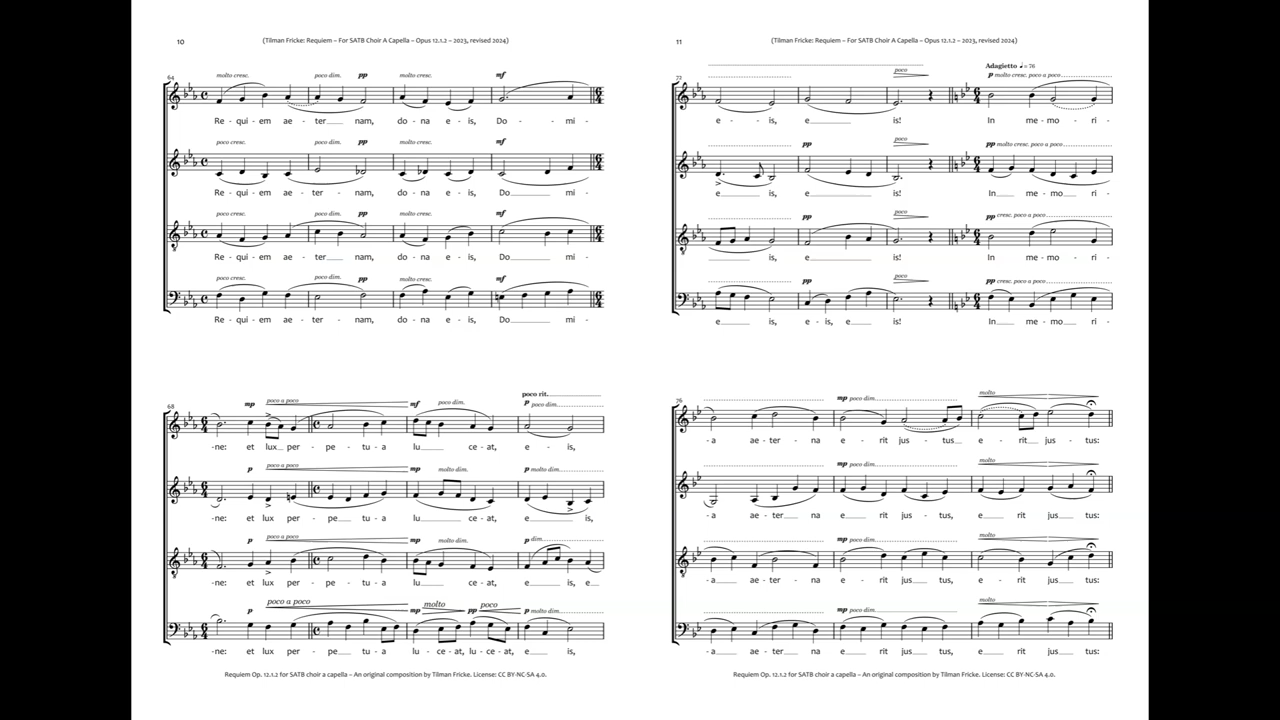 10
(Tilman Fricke: Requiem – For SATB Choir A Capella – Opus 12.1.2 – 2023, revised 2024)
64
molto cresc. poco dim. pp molto cresc. mf
Re - qui - em ae - ter nam, do - na e - is, Do - mi -
poco cresc. poco dim. pp molto cresc. mf
Re - qui - em ae - ter - nam, do - na e - is, Do mi -
poco cresc. poco dim. pp molto cresc. mf
Re - qui - em ae - ter nam, do - na e - is, Do mi -
poco cresc. poco dim. pp molto cresc. mf
Re - qui - em ae - ter - nam, do - na e - is, Do mi -
68
poco rit.
mp poco a poco mf poco dim. p poco dim.
-ne: et lux per - pe - tu - a lu ce - at, e - is,
p poco a poco mp molto dim. p molto dim.
-ne: et lux per - pe tu - a lu ce - at, e is,
p poco a poco mp molto dim. p dim.
-ne: et lux per - pe - tu - a lu ce - at, e is, e
p poco a poco mp molto pp poco p molto dim.
-ne: et lux per - pe - tu - a lu - ce - at, lu - ce - at, e is,
Requiem Op. 12.1.2 for SATB choir a capella – An original composition by Tilman Fricke. License: CC BY-NC-SA 4.0.
11
(Tilman Fricke: Requiem – For SATB Choir A Capella – Opus 12.1.2 – 2023, revised 2024)
72
poco
Adagietto ♩ = 76
p molto cresc. poco a poco
e - is, e is! In me - mo - ri -
pp poco pp molto cresc. poco a poco
e is, e is! In me - mo ri -
pp poco pp cresc. poco a poco
is, e is! In me - mo ri -
pp poco pp cresc. poco a poco
e is, e - is, e is! In me - mo ri -
76
mp poco dim. molto
-a ae - ter - na e - rit jus - tus e - rit jus - tus:
mp poco dim. molto
-a ae - ter na e - rit jus - tus, e - rit jus tus:
mp poco dim. molto
-a ae - ter - na e - rit jus tus, e - rit jus tus:
mp poco dim. molto
-a ae - ter - na e - rit jus tus, e - rit jus tus:
Requiem Op. 12.1.2 for SATB choir a capella – An original composition by Tilman Fricke. License: CC BY-NC-SA 4.0.